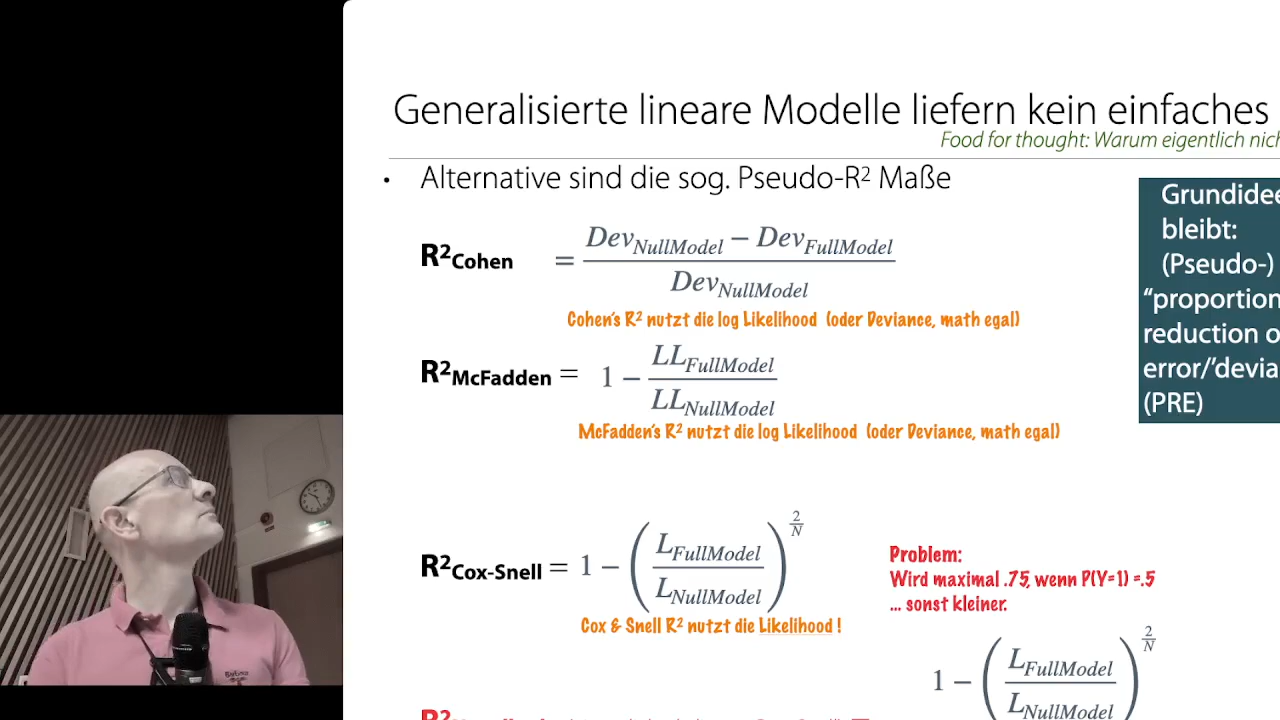 Generalisierte lineare Modelle liefern kein einfaches
Food for thought: Warum eigentlich nich
• Alternative sind die sog. Pseudo-R² Maße
Grundidee
bleibt:
(Pseudo-)
“proportion
reduction o
error/“devia
(PRE)
R²Cohen = (Dev_NullModel − Dev_FullModel) / Dev_NullModel
Cohen's R² nutzt die log Likelihood (oder Deviance, math egal)
R²McFadden = 1 − LL_FullModel / LL_NullModel
McFadden's R² nutzt die log Likelihood (oder Deviance, math egal)
R²Cox-Snell = 1 − (L_FullModel / L_NullModel)^(2/N)
Cox & Snell R² nutzt die Likelihood !
Problem:
Wird maximal .75, wenn P(Y=1) =.5
... sonst kleiner.
1 − (L_FullModel / L_NullModel)^(2/N)